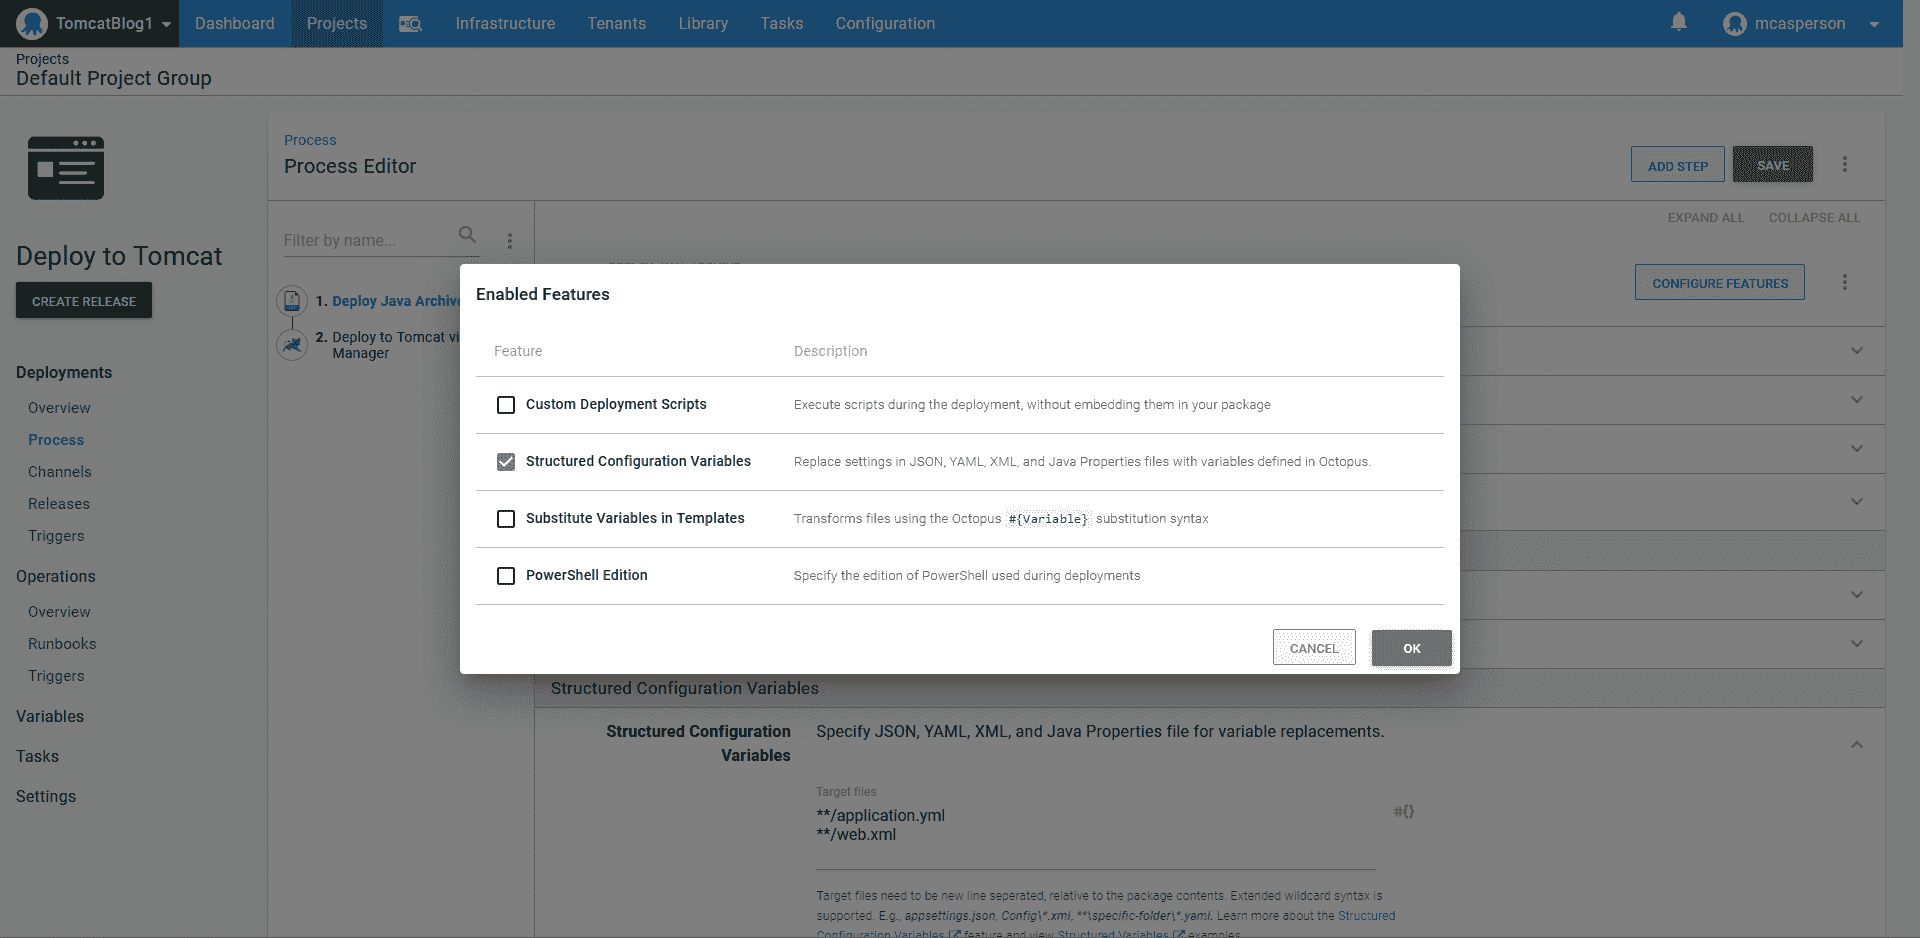 TomcatBlog1
Dashboard
Projects
Infrastructure
Tenants
Library
Tasks
Configuration
mcasperson
Projects
Default Project Group
Process
Process Editor
ADD STEP
SAVE
Filter by name...
EXPAND ALL
COLLAPSE ALL
Deploy to Tomcat
CREATE RELEASE
1. Deploy Java Archive
2. Deploy to Tomcat vi
Manager
CONFIGURE FEATURES
Deployments
Overview
Process
Channels
Releases
Triggers
Operations
Overview
Runbooks
Triggers
Variables
Tasks
Settings
Enabled Features
Feature
Description
Custom Deployment Scripts
Execute scripts during the deployment, without embedding them in your package
Structured Configuration Variables
Replace settings in JSON, YAML, XML, and Java Properties files with variables defined in Octopus.
Substitute Variables in Templates
Transforms files using the Octopus #{Variable} substitution syntax
PowerShell Edition
Specify the edition of PowerShell used during deployments
CANCEL
OK
Structured Configuration Variables
Structured Configuration
Variables
Specify JSON, YAML, XML, and Java Properties file for variable replacements.
Target files
**/application.yml
**/web.xml
#{}
Target files need to be new line seperated, relative to the package contents. Extended wildcard syntax is
supported. E.g., appsettings.json, Config\*.xml, **\specific-folder\*.yaml. Learn more about the Structured
Configuration Variables feature and view Structured Variables examples.